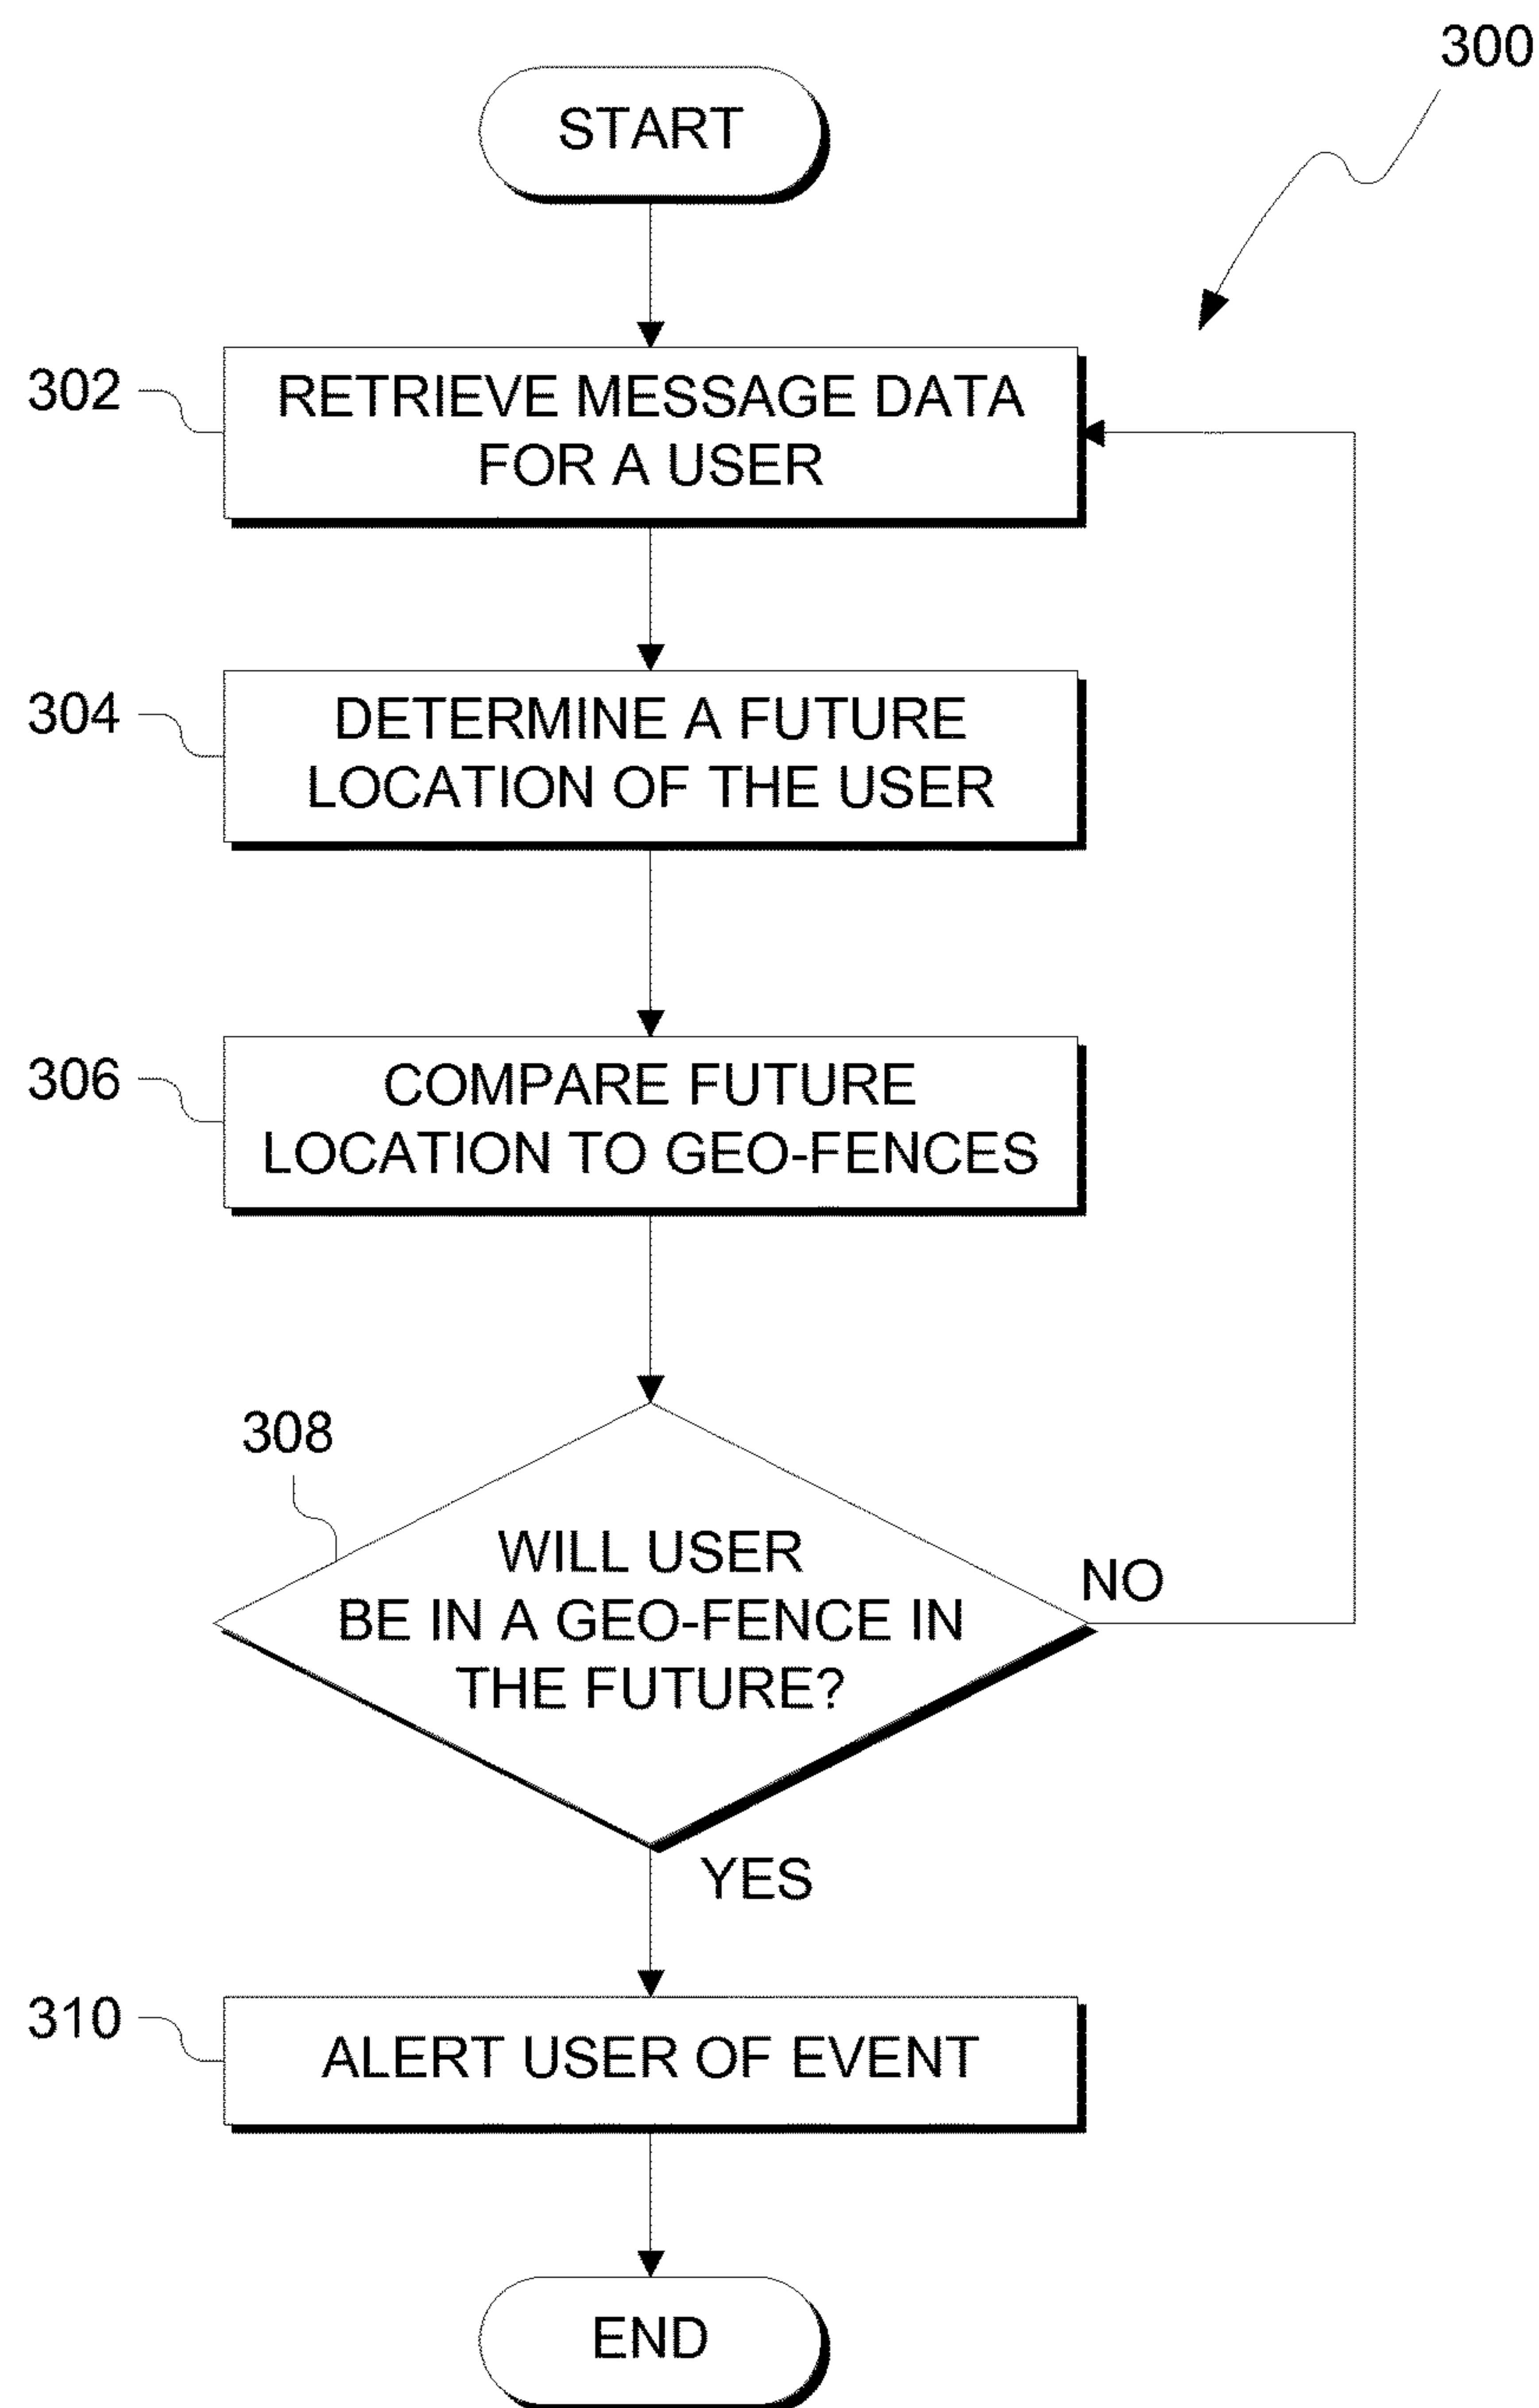 300
START
302
RETRIEVE MESSAGE DATA
FOR A USER
304
DETERMINE A FUTURE
LOCATION OF THE USER
306
COMPARE FUTURE
LOCATION TO GEO-FENCES
308
WILL USER
BE IN A GEO-FENCE IN
THE FUTURE?
NO
YES
310
ALERT USER OF EVENT
END